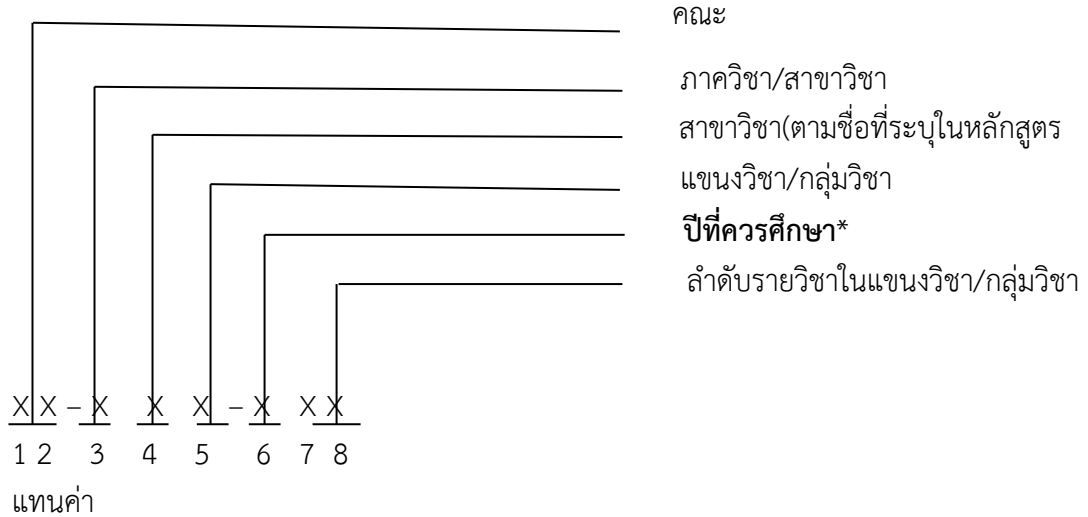 คณะ
ภาควิชา/สาขาวิชา
สาขาวิชา(ตามชื่อที่ระบุในหลักสูตร
แขนงวิชา/กลุ่มวิชา
ปีที่ควรศึกษา*
ลำดับรายวิชาในแขนงวิชา/กลุ่มวิชา
X X – X X X – X X X
1 2 3 4 5 6 7 8
แทนค่า